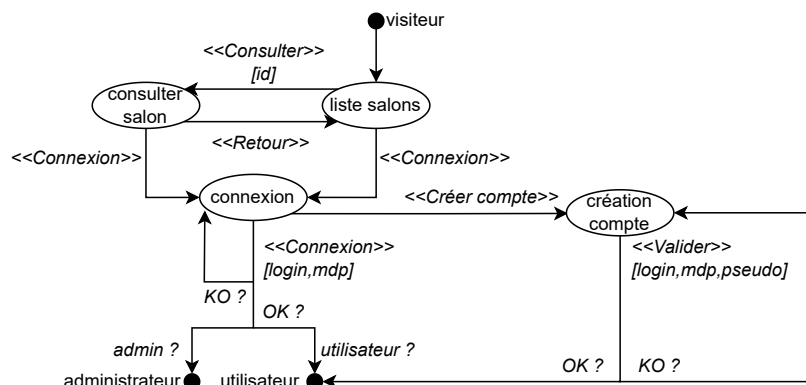 visiteur
<<Consulter>>
[id]
consulter
salon
liste salons
<<Retour>>
<<Connexion>>
<<Connexion>>
connexion
<<Créer compte>>
création
compte
<<Connexion>>
[login,mdp]
<<Valider>>
[login,mdp,pseudo]
KO ?
OK ?
admin ?
utilisateur ?
OK ?
KO ?
administrateur
utilisateur